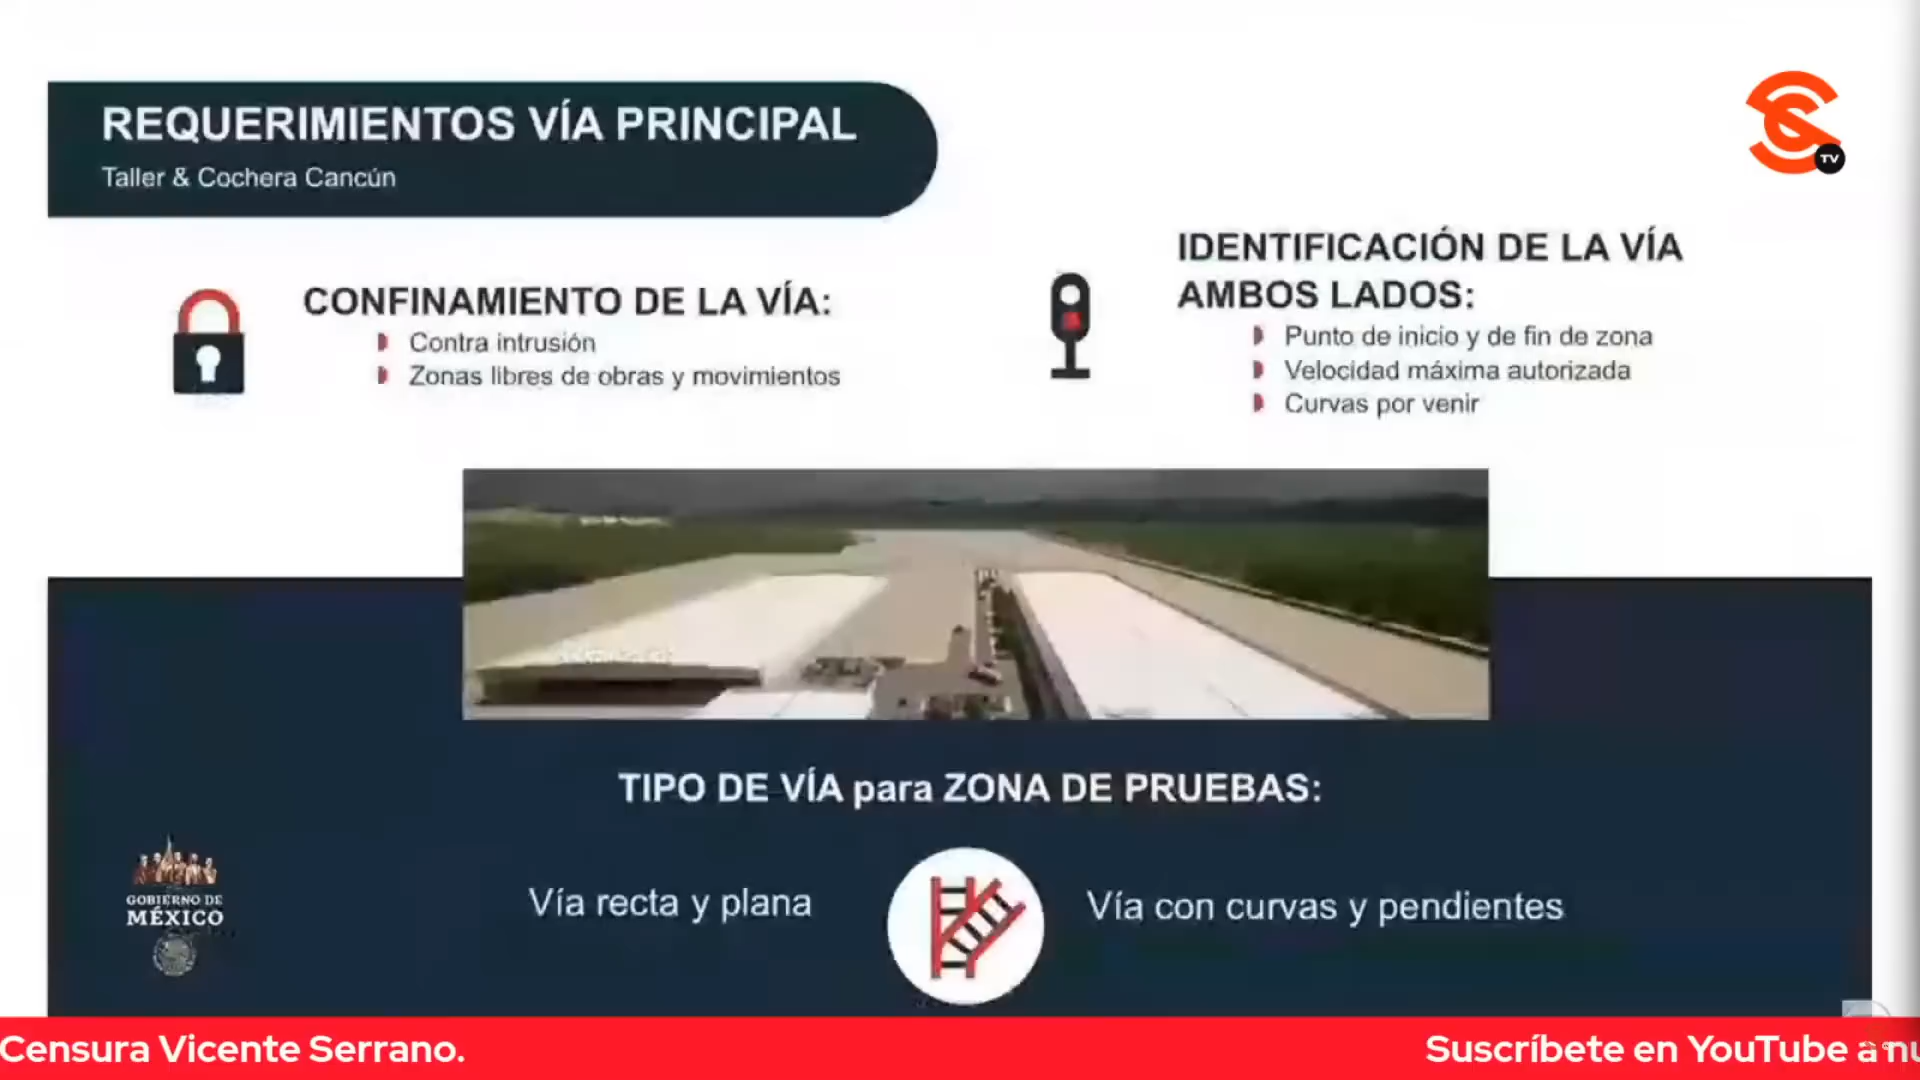 REQUERIMIENTOS VÍA PRINCIPAL
Taller & Cochera Cancún
TV
CONFINAMIENTO DE LA VÍA:
Contra intrusión
Zonas libres de obras y movimientos
IDENTIFICACIÓN DE LA VÍA
AMBOS LADOS:
Punto de inicio y de fin de zona
Velocidad máxima autorizada
Curvas por venir
TIPO DE VÍA para ZONA DE PRUEBAS:
Vía recta y plana
Vía con curvas y pendientes
GOBIERNO DE
MÉXICO
Censura Vicente Serrano.
Suscríbete en YouTube a nu